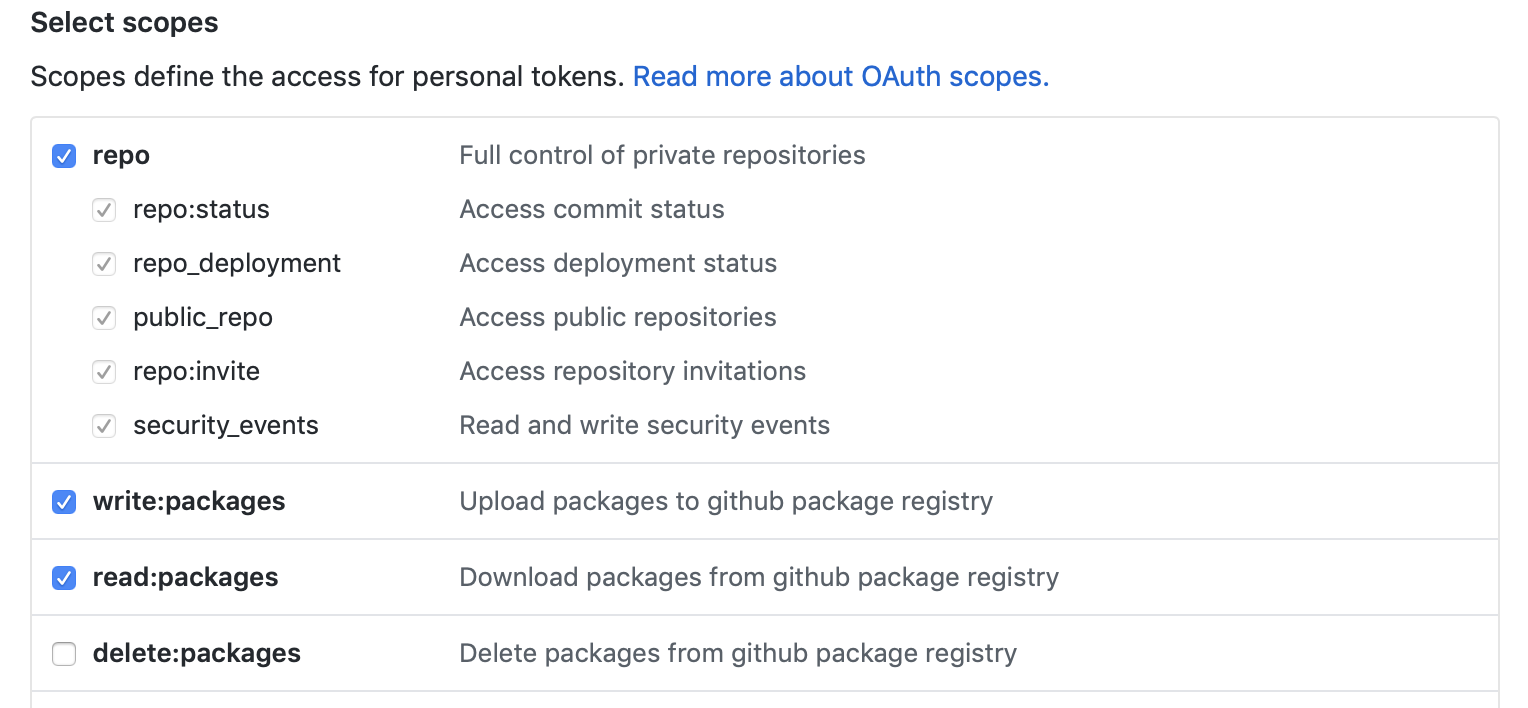 Select scopes
Scopes define the access for personal tokens. Read more about OAuth scopes.
repo Full control of private repositories
repo:status Access commit status
repo_deployment Access deployment status
public_repo Access public repositories
repo:invite Access repository invitations
security_events Read and write security events
write:packages Upload packages to github package registry
read:packages Download packages from github package registry
delete:packages Delete packages from github package registry